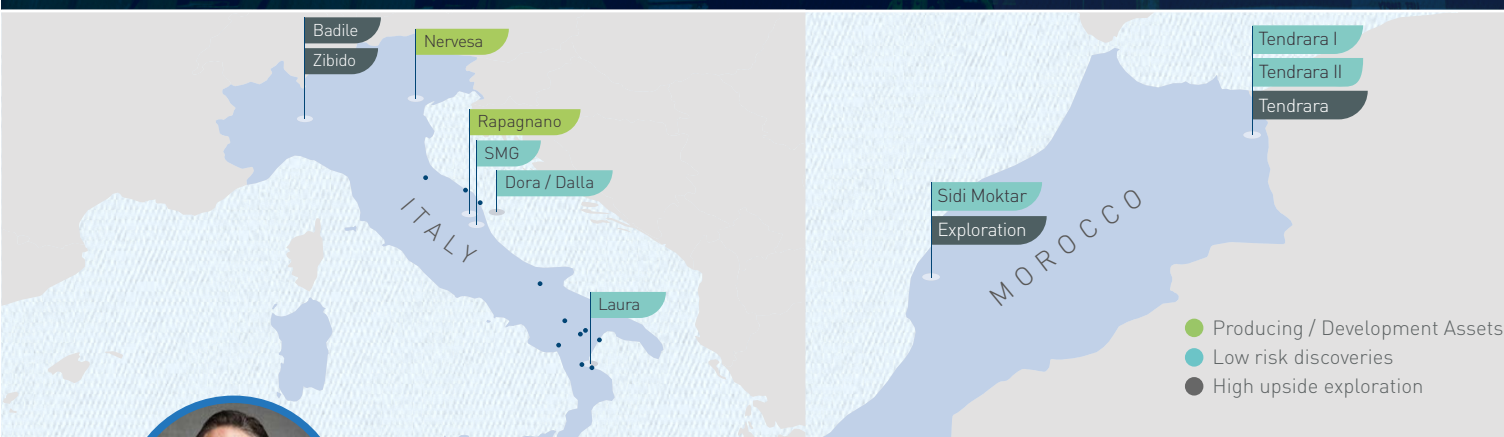 Badile
Zibido
Nervesa
Rapagnano
SMG
Dora / Dalla
ITALY
Laura
Tendrara I
Tendrara II
Tendrara
Sidi Moktar
Exploration
MOROCCO
Producing / Development Assets
Low risk discoveries
High upside exploration